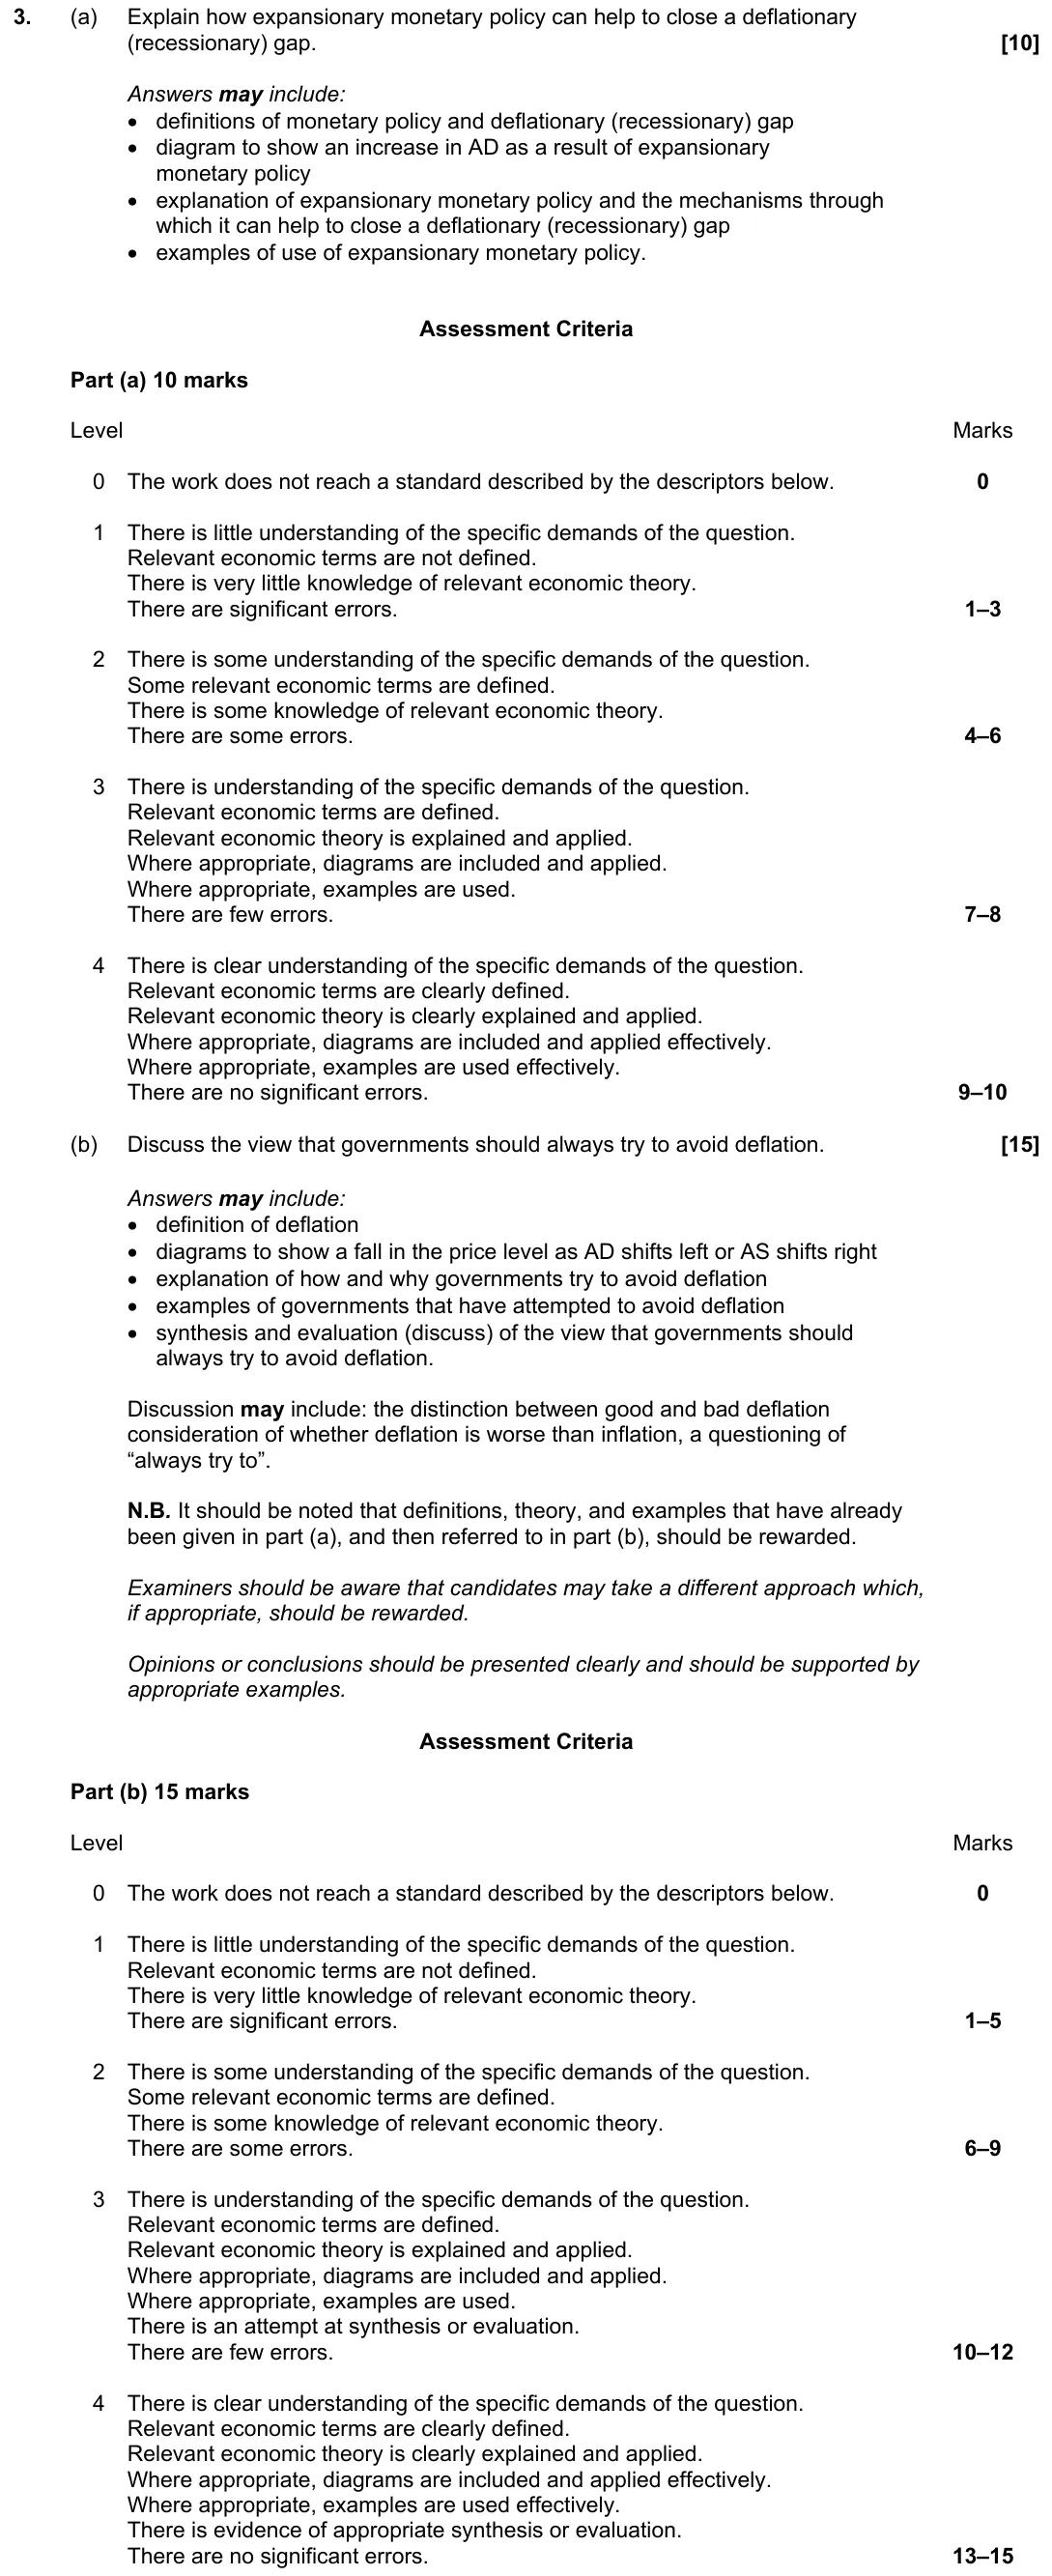 3. (a) Explain how expansionary monetary policy can help to close a deflationary
(recessionary) gap. [10]
Answers may include:
• definitions of monetary policy and deflationary (recessionary) gap
• diagram to show an increase in AD as a result of expansionary
monetary policy
• explanation of expansionary monetary policy and the mechanisms through
which it can help to close a deflationary (recessionary) gap
• examples of use of expansionary monetary policy.
Assessment Criteria
Part (a) 10 marks
Level Marks
0 The work does not reach a standard described by the descriptors below. 0
1 There is little understanding of the specific demands of the question.
Relevant economic terms are not defined.
There is very little knowledge of relevant economic theory.
There are significant errors. 1–3
2 There is some understanding of the specific demands of the question.
Some relevant economic terms are defined.
There is some knowledge of relevant economic theory.
There are some errors. 4–6
3 There is understanding of the specific demands of the question.
Relevant economic terms are defined.
Relevant economic theory is explained and applied.
Where appropriate, diagrams are included and applied.
Where appropriate, examples are used.
There are few errors. 7–8
4 There is clear understanding of the specific demands of the question.
Relevant economic terms are clearly defined.
Relevant economic theory is clearly explained and applied.
Where appropriate, diagrams are included and applied effectively.
Where appropriate, examples are used effectively.
There are no significant errors. 9–10
(b) Discuss the view that governments should always try to avoid deflation. [15]
Answers may include:
• definition of deflation
• diagrams to show a fall in the price level as AD shifts left or AS shifts right
• explanation of how and why governments try to avoid deflation
• examples of governments that have attempted to avoid deflation
• synthesis and evaluation (discuss) of the view that governments should
always try to avoid deflation.
Discussion may include: the distinction between good and bad deflation
consideration of whether deflation is worse than inflation, a questioning of
“always try to”.
N.B. It should be noted that definitions, theory, and examples that have already
been given in part (a), and then referred to in part (b), should be rewarded.
Examiners should be aware that candidates may take a different approach which,
if appropriate, should be rewarded.
Opinions or conclusions should be presented clearly and should be supported by
appropriate examples.
Assessment Criteria
Part (b) 15 marks
Level Marks
0 The work does not reach a standard described by the descriptors below. 0
1 There is little understanding of the specific demands of the question.
Relevant economic terms are not defined.
There is very little knowledge of relevant economic theory.
There are significant errors. 1–5
2 There is some understanding of the specific demands of the question.
Some relevant economic terms are defined.
There is some knowledge of relevant economic theory.
There are some errors. 6–9
3 There is understanding of the specific demands of the question.
Relevant economic terms are defined.
Relevant economic theory is explained and applied.
Where appropriate, diagrams are included and applied.
Where appropriate, examples are used.
There is an attempt at synthesis or evaluation.
There are few errors. 10–12
4 There is clear understanding of the specific demands of the question.
Relevant economic terms are clearly defined.
Relevant economic theory is clearly explained and applied.
Where appropriate, diagrams are included and applied effectively.
Where appropriate, examples are used effectively.
There is evidence of appropriate synthesis or evaluation.
There are no significant errors. 13–15